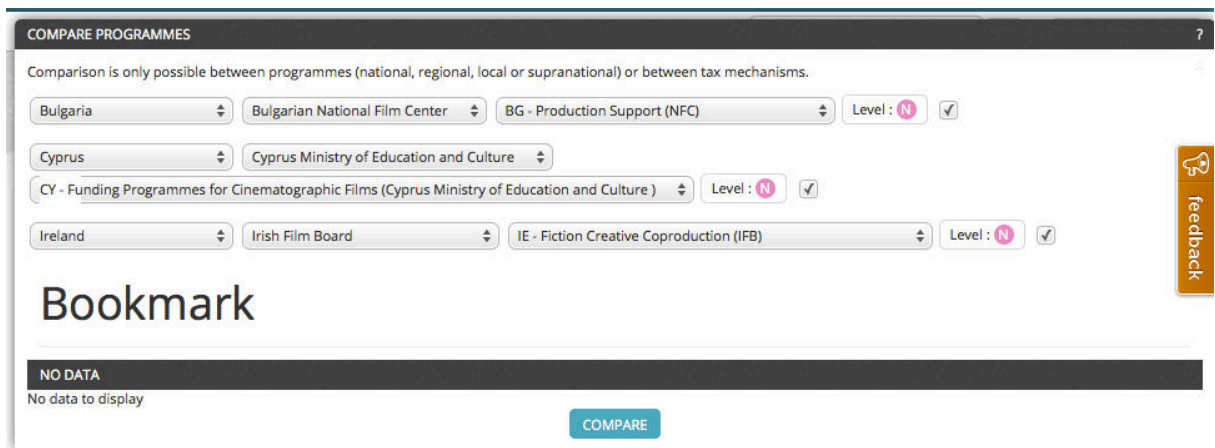 COMPARE PROGRAMMES ?
Comparison is only possible between programmes (national, regional, local or supranational) or between tax mechanisms.
Bulgaria Bulgarian National Film Center BG - Production Support (NFC) Level : N
Cyprus Cyprus Ministry of Education and Culture
CY - Funding Programmes for Cinematographic Films (Cyprus Ministry of Education and Culture ) Level : N
Ireland Irish Film Board IE - Fiction Creative Coproduction (IFB) Level : N
feedback
Bookmark
NO DATA
No data to display
COMPARE